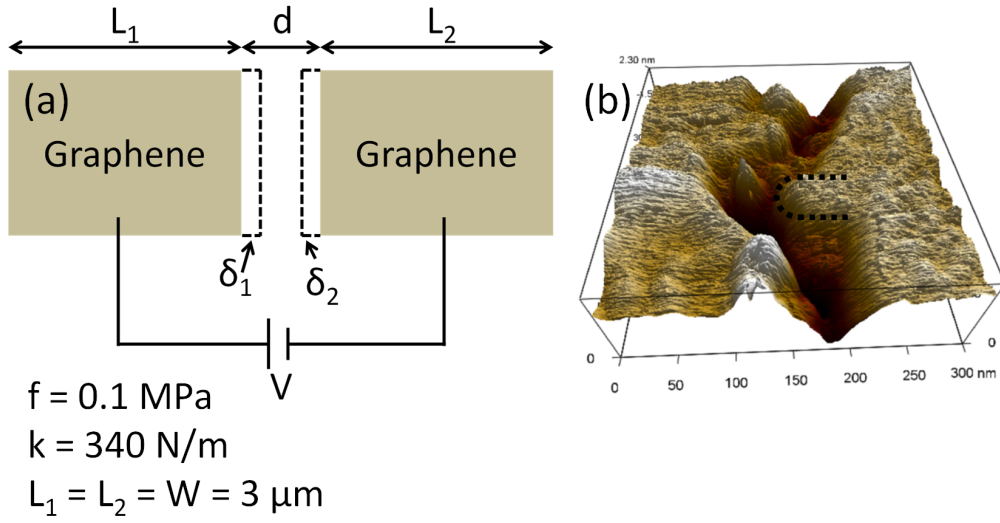 L₁ d L₂
(a)
Graphene Graphene
δ₁ δ₂
V
f = 0.1 MPa
k = 340 N/m
L₁ = L₂ = W = 3 µm
(b)
2.30 nm
0
0
0 50 100 150 200 250 300 nm